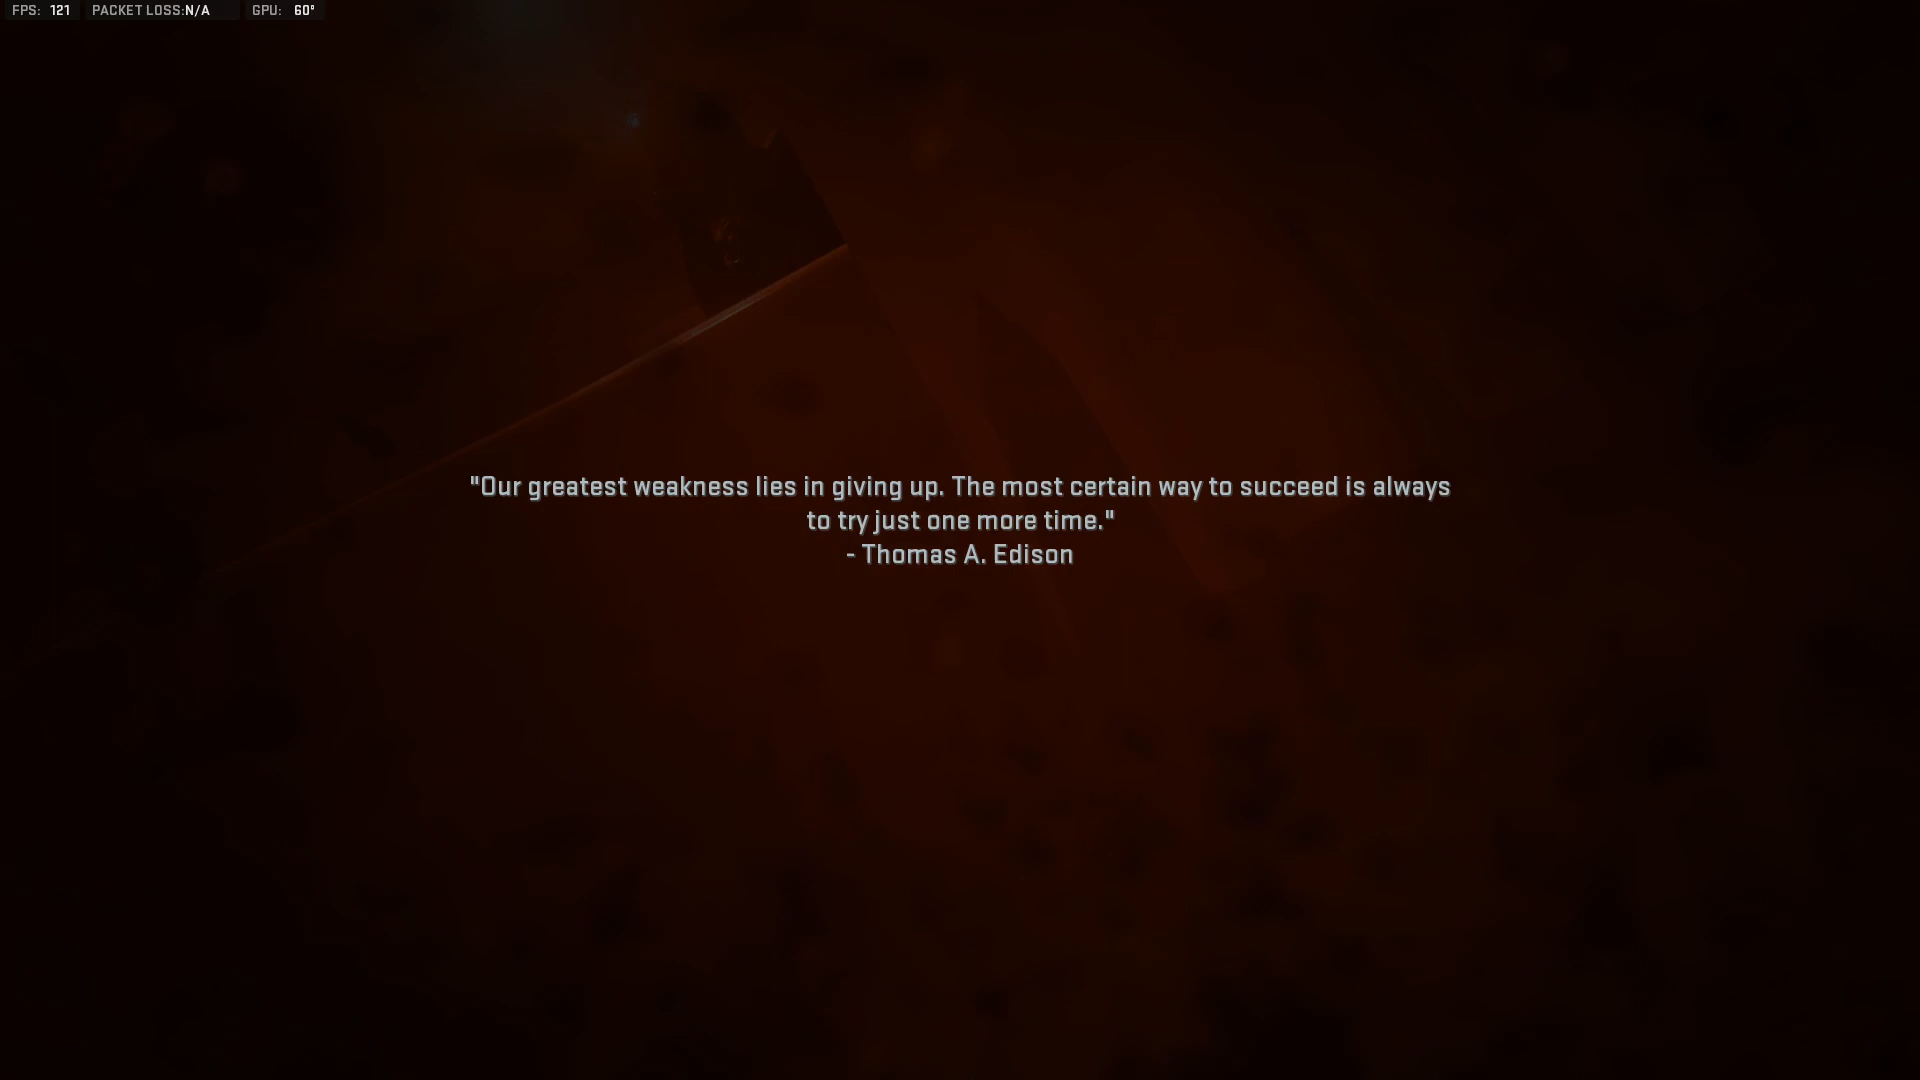 FPS: 121 PACKET LOSS:N/A GPU: 60°
"Our greatest weakness lies in giving up. The most certain way to succeed is always
to try just one more time."
- Thomas A. Edison